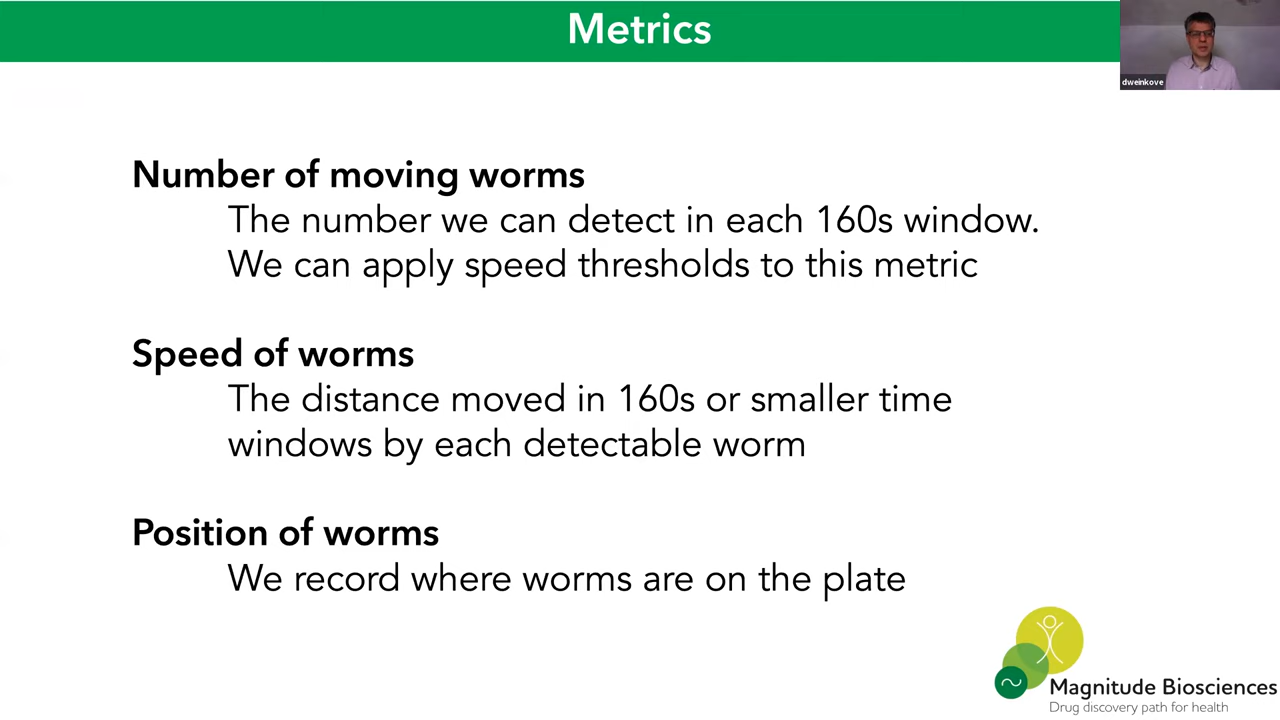 Metrics
dweinkove
Number of moving worms
The number we can detect in each 160s window.
We can apply speed thresholds to this metric
Speed of worms
The distance moved in 160s or smaller time
windows by each detectable worm
Position of worms
We record where worms are on the plate
Magnitude Biosciences
Drug discovery path for health